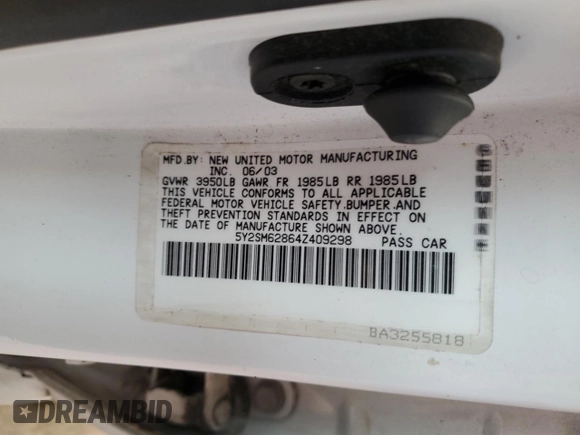 MFD.BY: NEW UNITED MOTOR MANUFACTURING
INC. 06/03
GVWR 3950LB GAWR FR 1985LB RR 1985LB
THIS VEHICLE CONFORMS TO ALL APPLICABLE
FEDERAL MOTOR VEHICLE SAFETY,BUMPER,AND
THEFT PREVENTION STANDARDS IN EFFECT ON
THE DATE OF MANUFACTURE SHOWN ABOVE.
5Y2SM62864Z409298 PASS CAR
BA3255818
DREAMBID